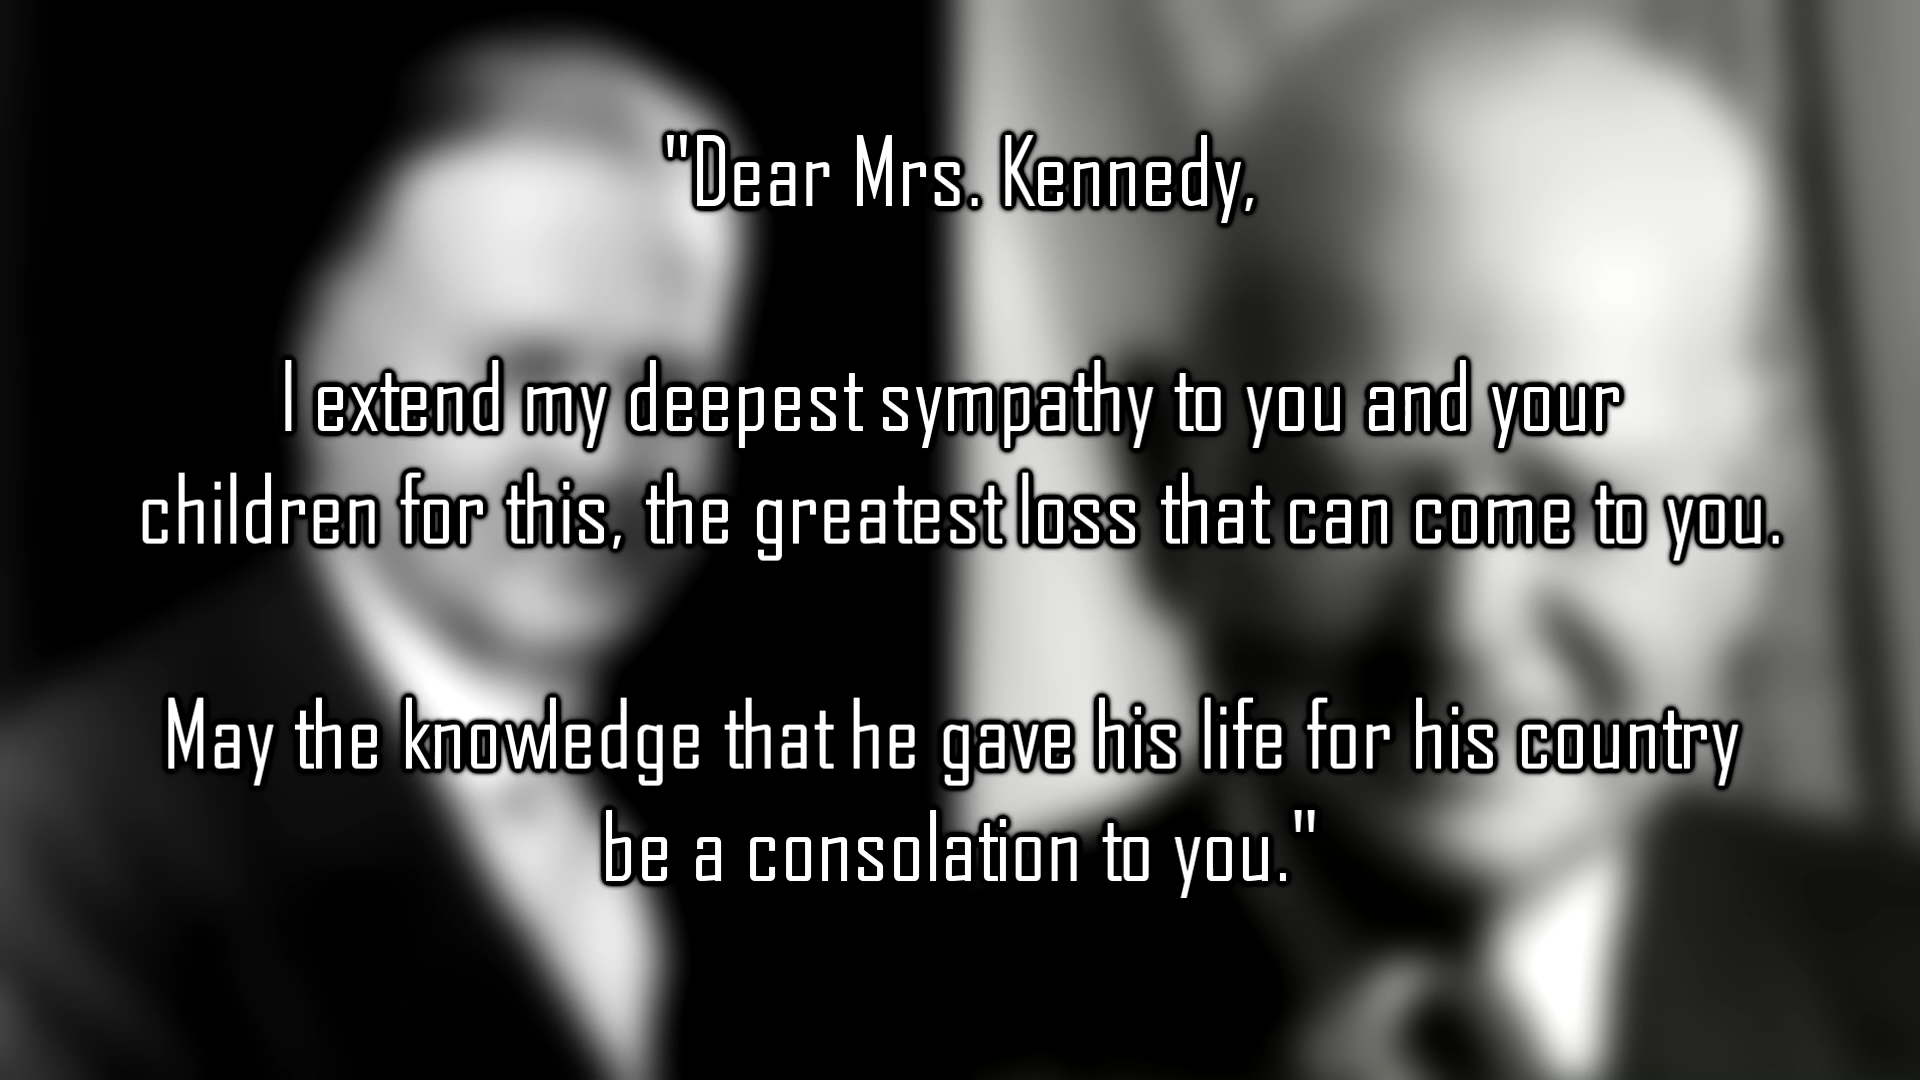 "Dear Mrs. Kennedy,
I extend my deepest sympathy to you and your
children for this, the greatest loss that can come to you.
May the knowledge that he gave his life for his country
be a consolation to you."